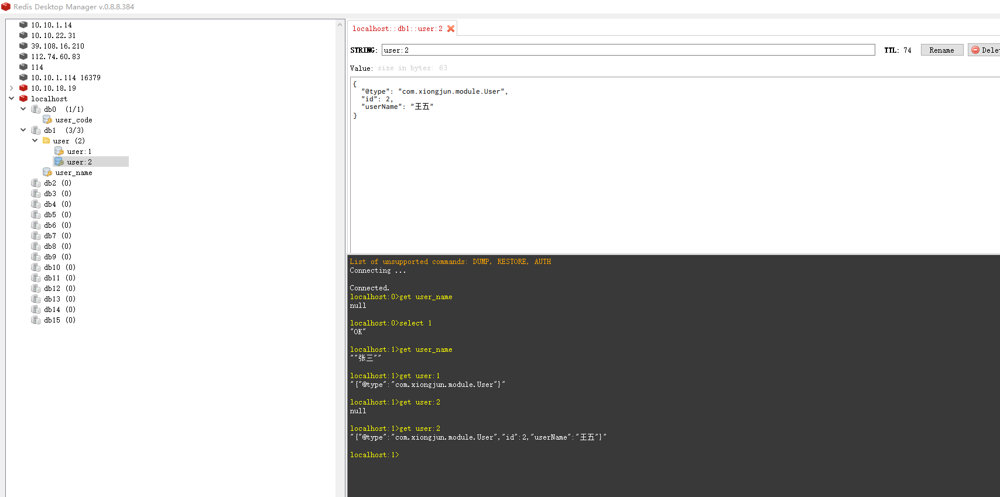 Redis Desktop Manager v.0.8.8.384
10.10.1.14
10.10.22.31
39.108.16.210
112.74.60.83
114
10.10.1.114 16379
10.10.18.19
localhost
db0 (1/1)
user_code
db1 (3/3)
user (2)
user:1
user:2
user_name
db2 (0)
db3 (0)
db4 (0)
db5 (0)
db6 (0)
db7 (0)
db8 (0)
db9 (0)
db10 (0)
db11 (0)
db12 (0)
db13 (0)
db14 (0)
db15 (0)
localhost::db1::user:2
STRING: user:2 TTL: 74 Rename Delet
Value: size in bytes: 63
{
"@type": "com.xiongjun.module.User",
"id": 2,
"userName": "王五"
}
List of unsupported commands: DUMP, RESTORE, AUTH
Connecting ...
Connected.
localhost:0>get user_name
null
localhost:0>select 1
"OK"
localhost:1>get user_name
""张三""
localhost:1>get user:1
"{"@type":"com.xiongjun.module.User"}"
localhost:1>get user:2
null
localhost:1>get user:2
"{"@type":"com.xiongjun.module.User","id":2,"userName":"王五"}"
localhost:1>